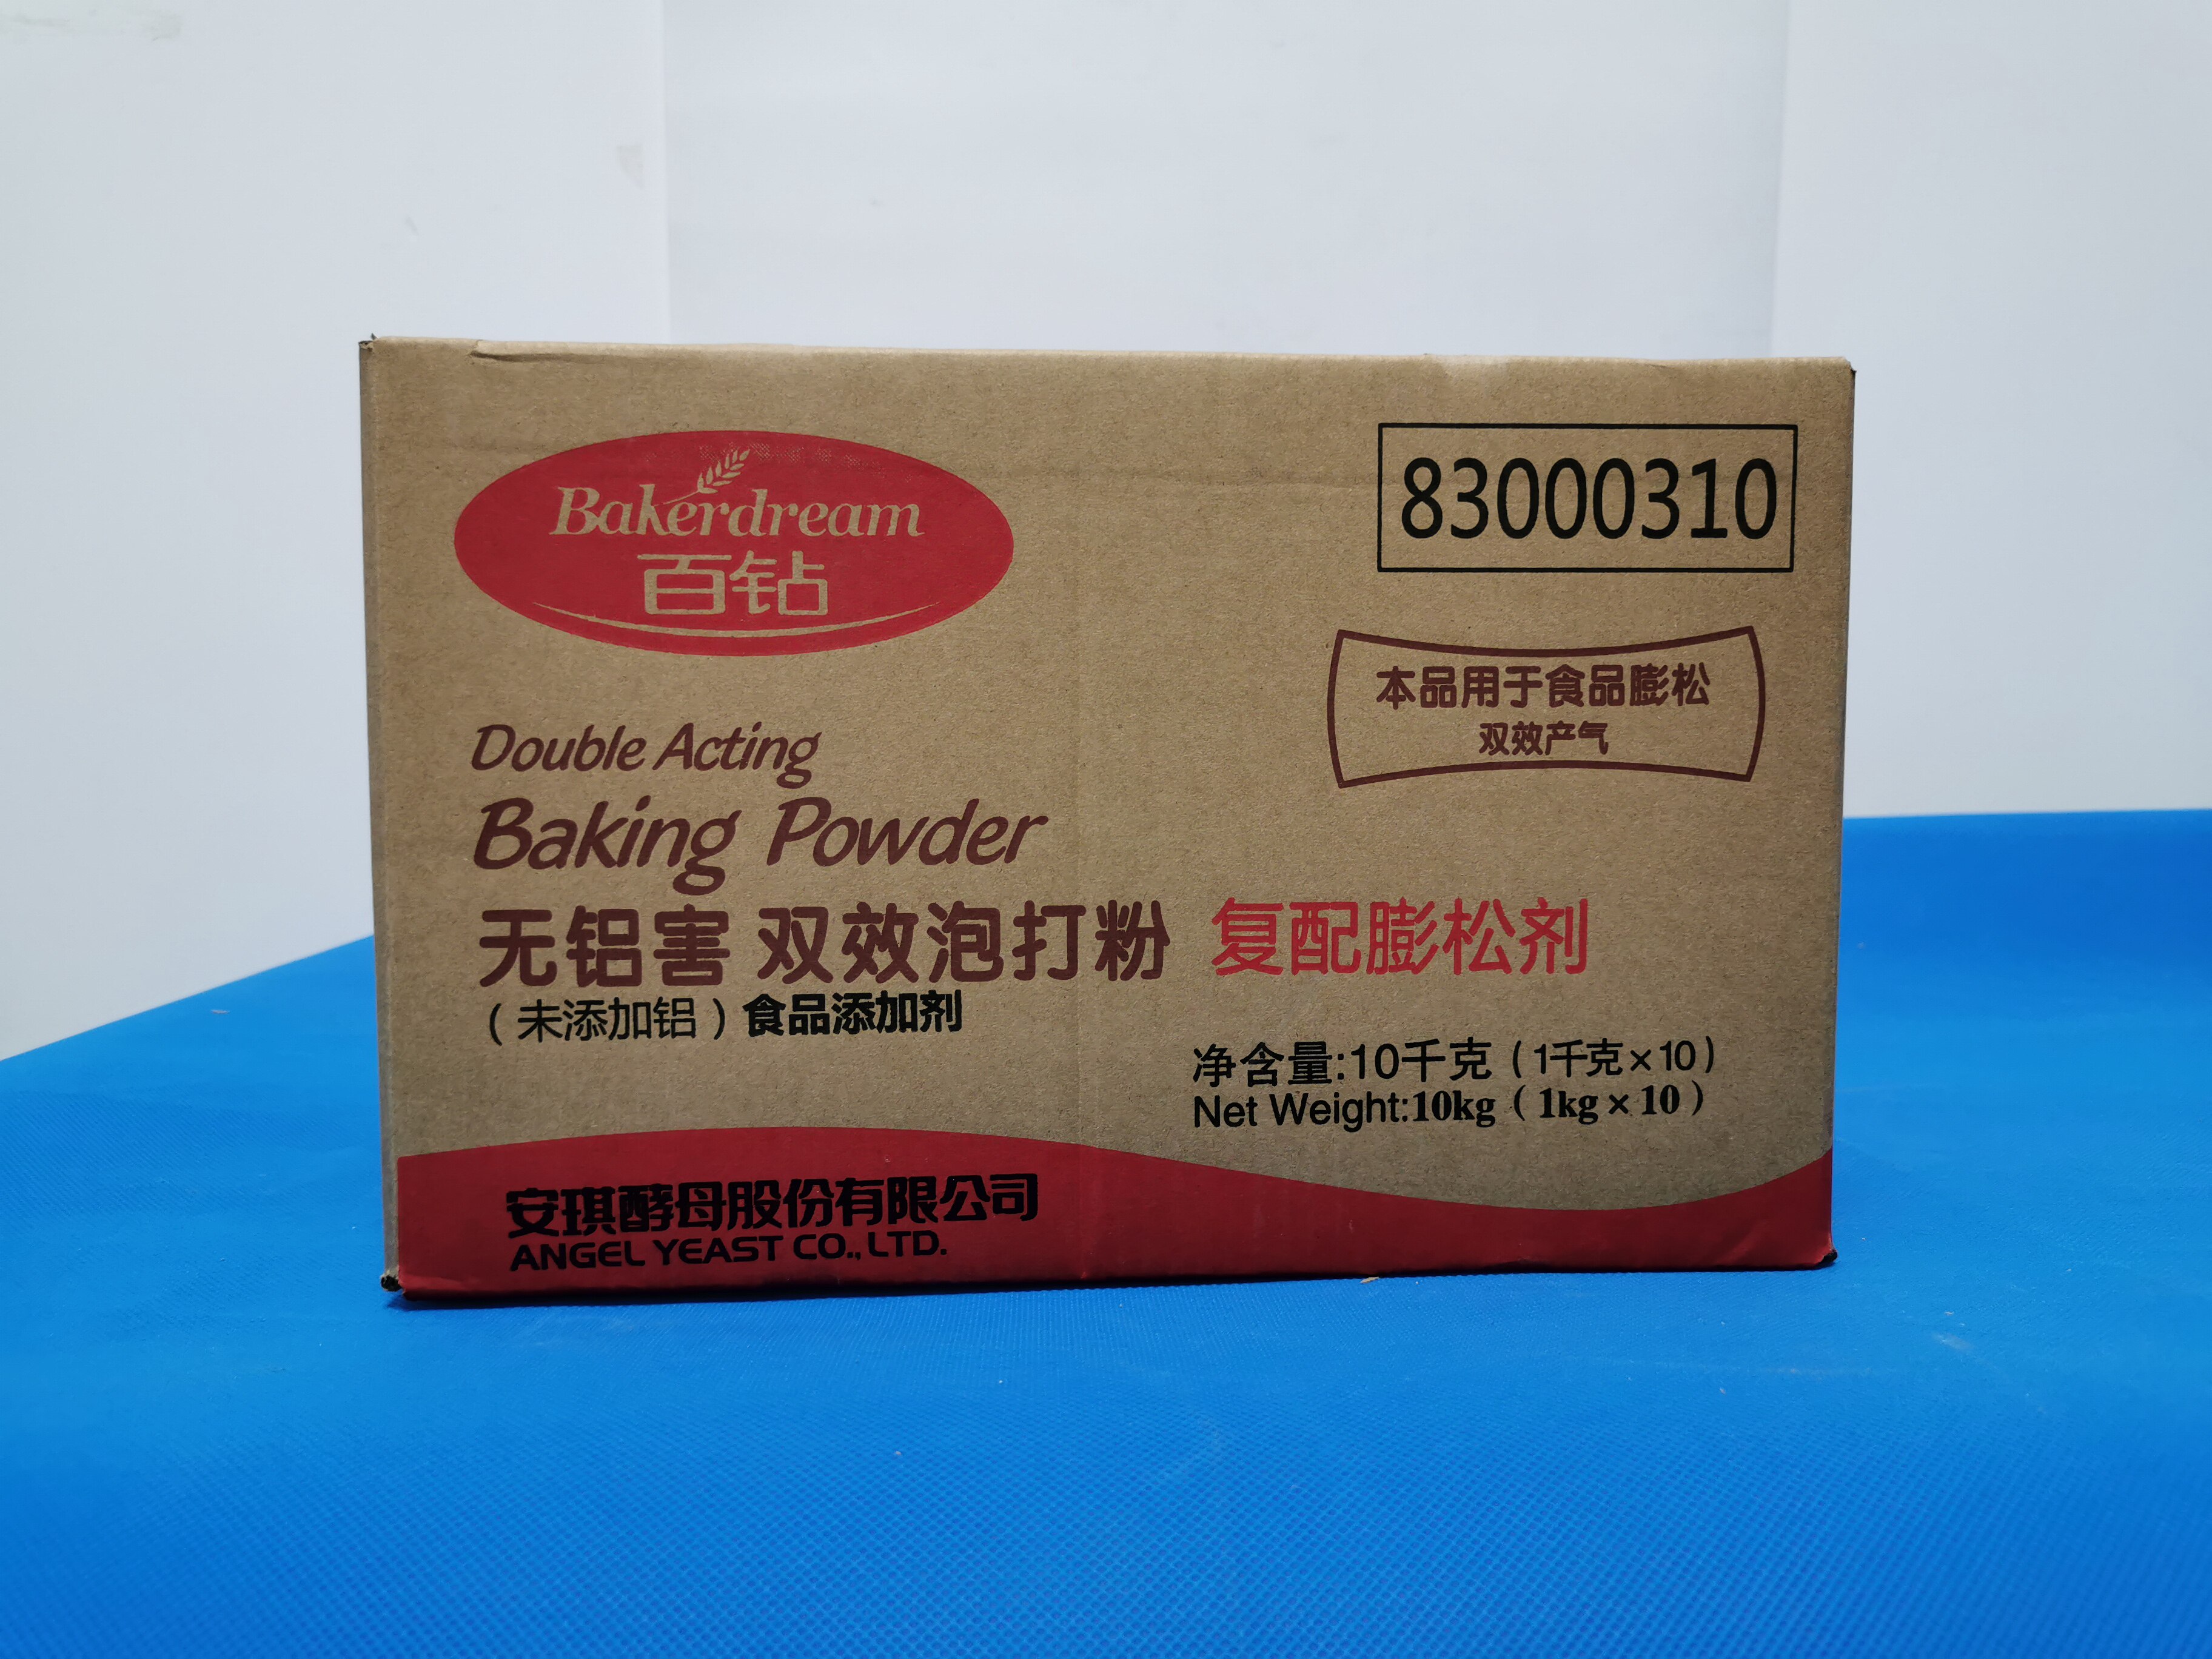 Bakerdream
百钻
83000310
本品用于食品膨松
双效产气
Double Acting
Baking Powder
无铝害 双效泡打粉 复配膨松剂
（未添加铝）食品添加剂
净含量:10千克（1千克×10）
Net Weight:10kg（1kg×10）
安琪酵母股份有限公司
ANGEL YEAST CO., LTD.